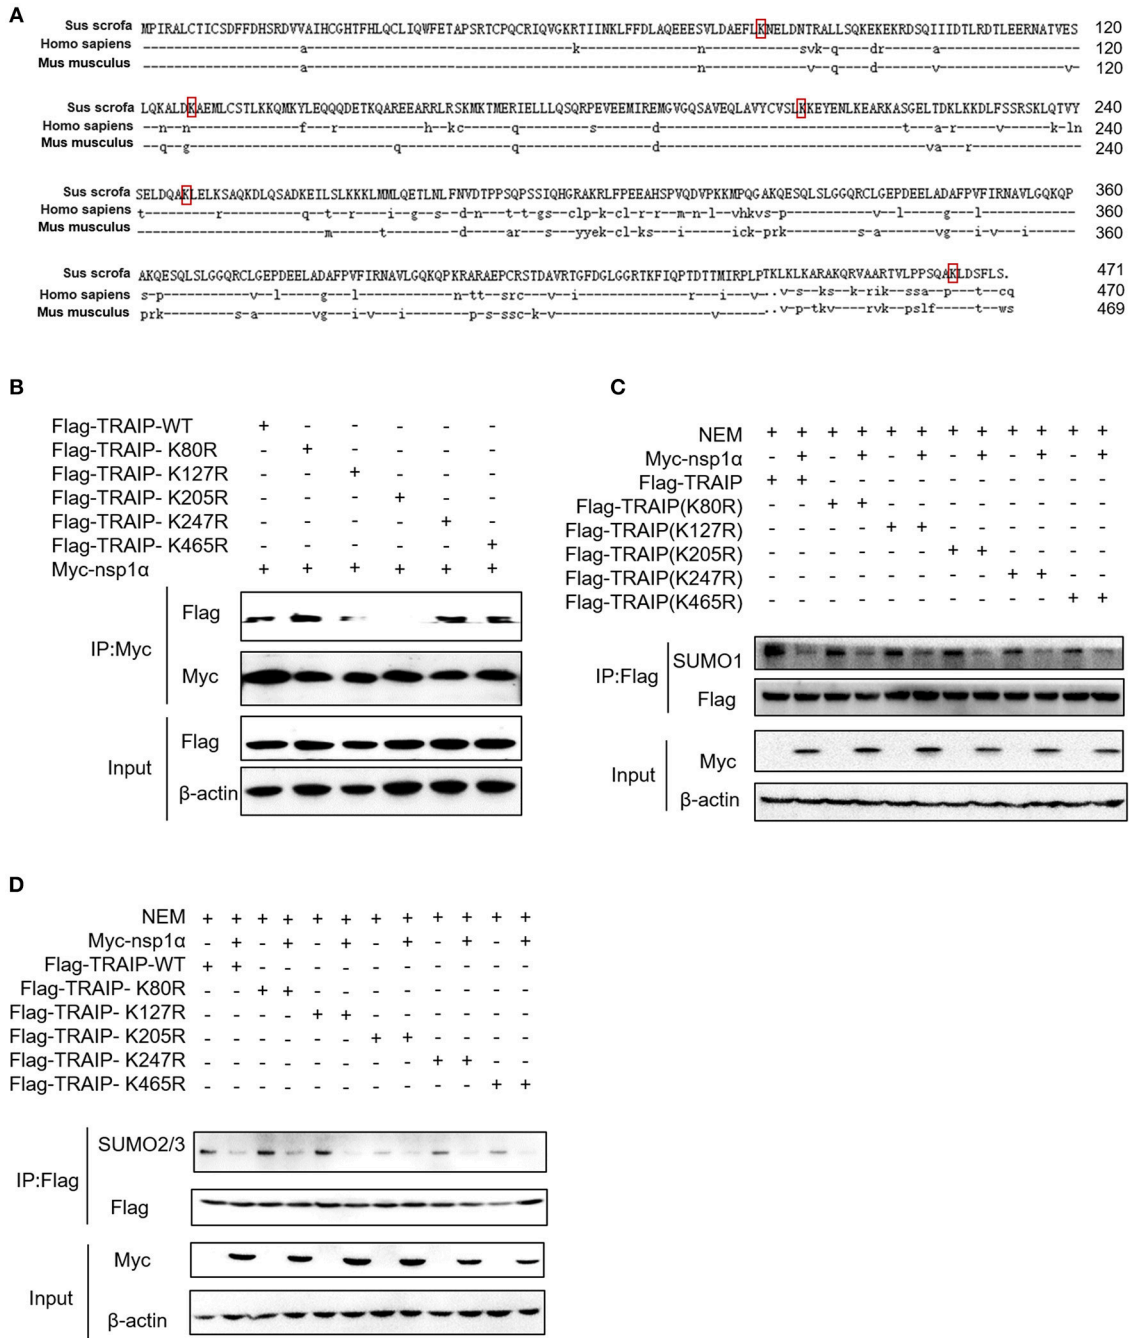 A
Sus scrofa MPIRALCTICSDFFDHSRDVVAIHCGHTFHLQCLIQWFETAPSRTCPQCRIQVGKRTIINKLFFDLAQEEESVLDAEFLKNELDNTRALLSQKEKEKRDSQIIIDTLRDTLEERNATVES 120
Homo sapiens 120
Mus musculus 120
Sus scrofa LQKALDKAEMLCSTLKKQMKYLEQQQDETKQAREEARRLRSKMKTMERIELLLQSQRPEVEEMIREMGVGQSAVEQLAVYCVSLKKEYENLKEARKASGELTDKLKKDLFSSRSKLQTVY 240
Homo sapiens 240
Mus musculus 240
Sus scrofa SELDQAKLELKSAQKDLQSADKEILSLKKKLMMLQETLNLFNVDTPPSQPSSIQHGRAKRLFPEEAHSPVQDVPKKMPQGAKQESQLSLGGQRCLGEPDEELADAFPVFIRNAVLGQKQP 360
Homo sapiens 360
Mus musculus 360
Sus scrofa AKQESQLSLGGQRCLGEPDEELADAFPVFIRNAVLGQKQPKRARAEPCRSTDAVRTGFDGLGGRTKFIQPTDTTMIRPLPTKLKLKARAKQRVAARTVLPPSQAKLDSFLS. 471
Homo sapiens 470
Mus musculus 469
B
Flag-TRAIP-WT + - - - - -
Flag-TRAIP- K80R - + - - - -
Flag-TRAIP- K127R - - + - - -
Flag-TRAIP- K205R - - - + - -
Flag-TRAIP- K247R - - - - + -
Flag-TRAIP- K465R - - - - - +
Myc-nsp1α + + + + + +
IP:Myc
Flag
Myc
Input
Flag
β-actin
C
NEM + + + + + + + + + + + +
Myc-nsp1α - + - + - + - + - + - +
Flag-TRAIP + + - - - - - - - - - -
Flag-TRAIP(K80R) - - + + - - - - - - - -
Flag-TRAIP(K127R) - - - - + + - - - - - -
Flag-TRAIP(K205R) - - - - - - + + - - - -
Flag-TRAIP(K247R) - - - - - - - - + + - -
Flag-TRAIP(K465R) - - - - - - - - - - + +
IP:Flag
SUMO1
Flag
Input
Myc
β-actin
D
NEM + + + + + + + + + + + +
Myc-nsp1α - + - + - + - + - + - +
Flag-TRAIP-WT + + - - - - - - - - - -
Flag-TRAIP- K80R - - + + - - - - - - - -
Flag-TRAIP- K127R - - - - + + - - - - - -
Flag-TRAIP- K205R - - - - - - + + - - - -
Flag-TRAIP- K247R - - - - - - - - + + - -
Flag-TRAIP- K465R - - - - - - - - - - + +
IP:Flag
SUMO2/3
Flag
Input
Myc
β-actin